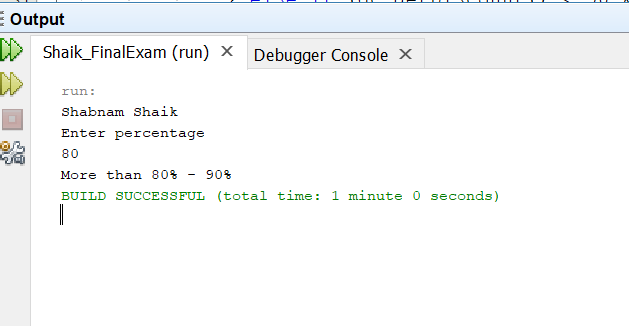 Output
Shaik_FinalExam (run)
Debugger Console
run:
Shabnam Shaik
Enter percentage
80
More than 80% - 90%
BUILD SUCCESSFUL (total time: 1 minute 0 seconds)